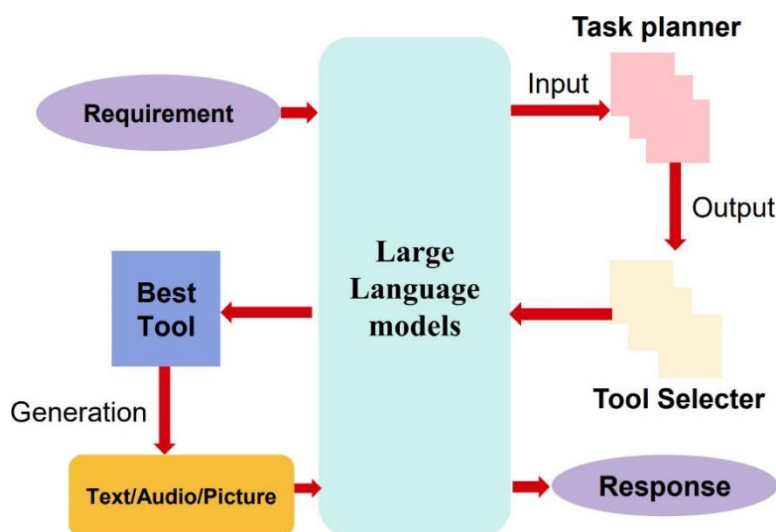 Task planner
Input
Requirement
Output
Large
Language
models
Best
Tool
Tool Selecter
Generation
Text/Audio/Picture
Response